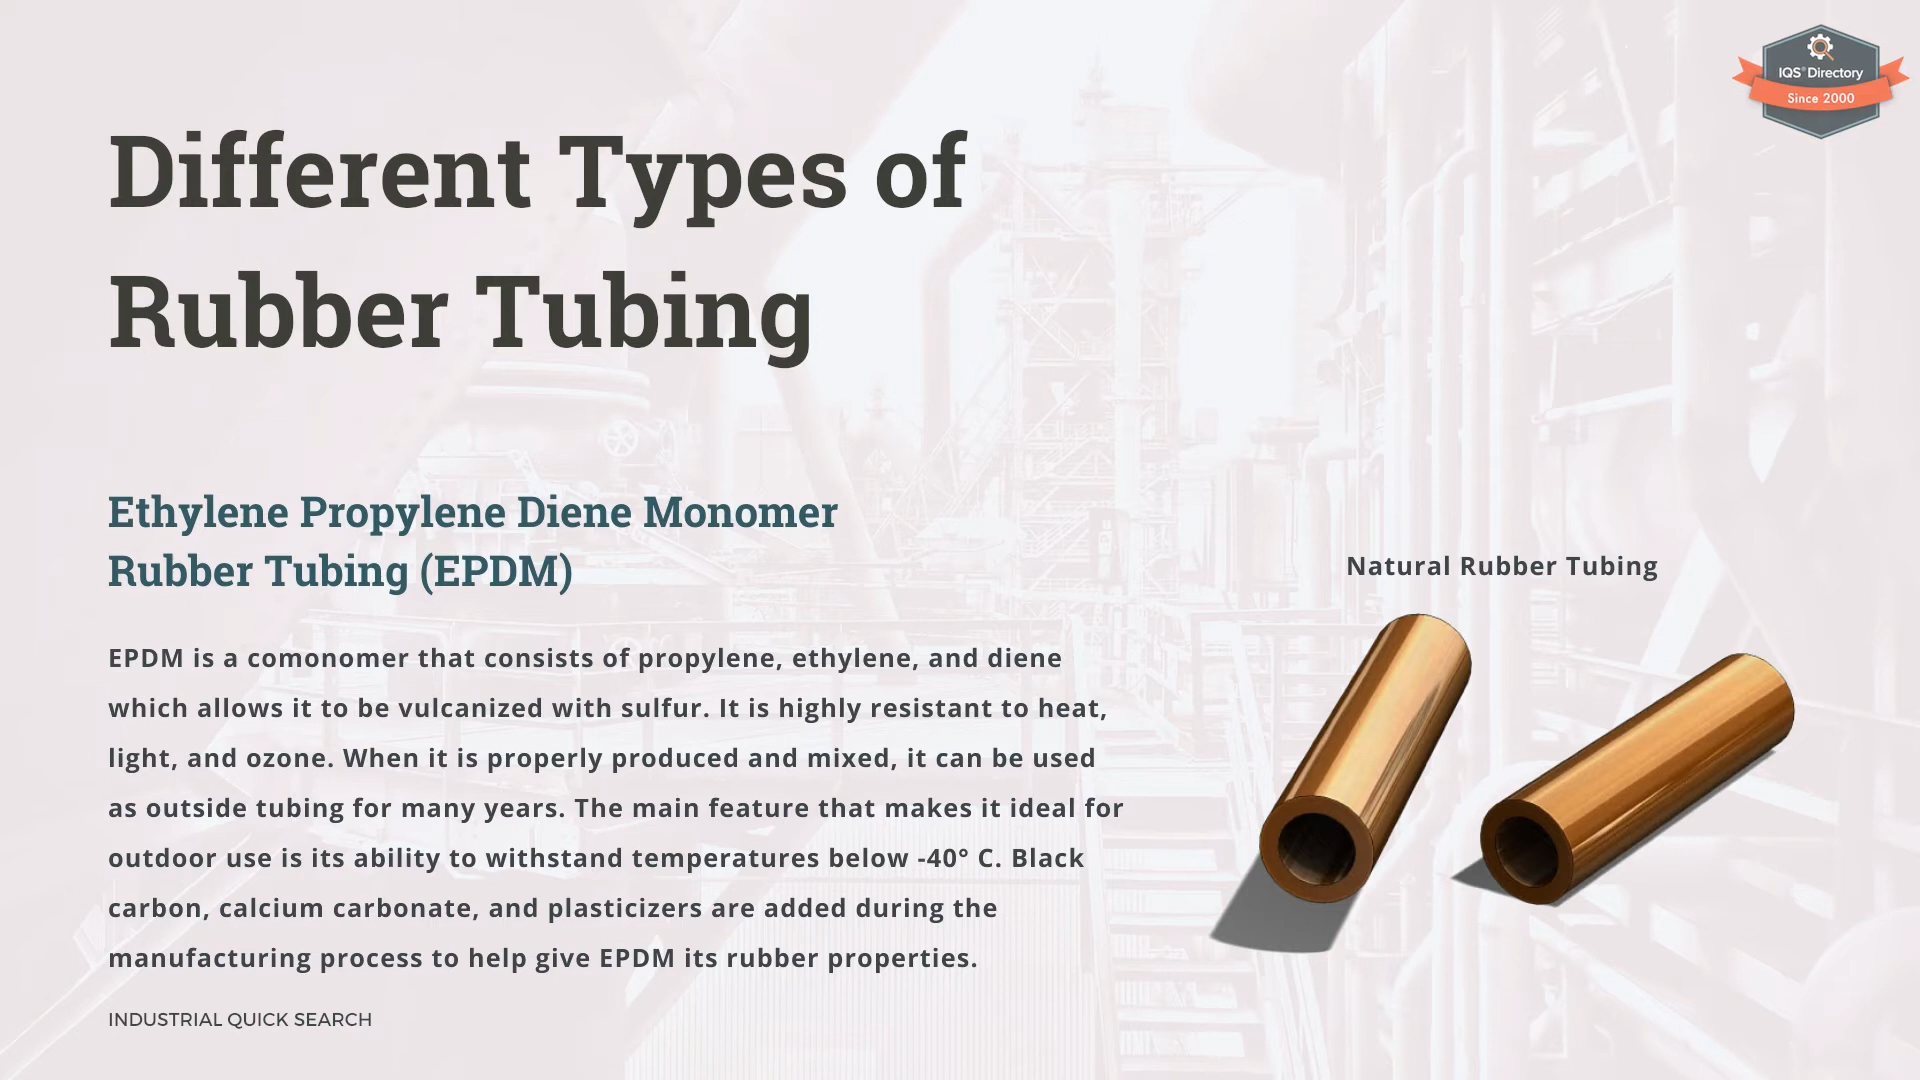 IQS® Directory
Since 2000
Different Types of
Rubber Tubing
Ethylene Propylene Diene Monomer
Rubber Tubing (EPDM)
EPDM is a comonomer that consists of propylene, ethylene, and diene
which allows it to be vulcanized with sulfur. It is highly resistant to heat,
light, and ozone. When it is properly produced and mixed, it can be used
as outside tubing for many years. The main feature that makes it ideal for
outdoor use is its ability to withstand temperatures below -40° C. Black
carbon, calcium carbonate, and plasticizers are added during the
manufacturing process to help give EPDM its rubber properties.
Natural Rubber Tubing
INDUSTRIAL QUICK SEARCH